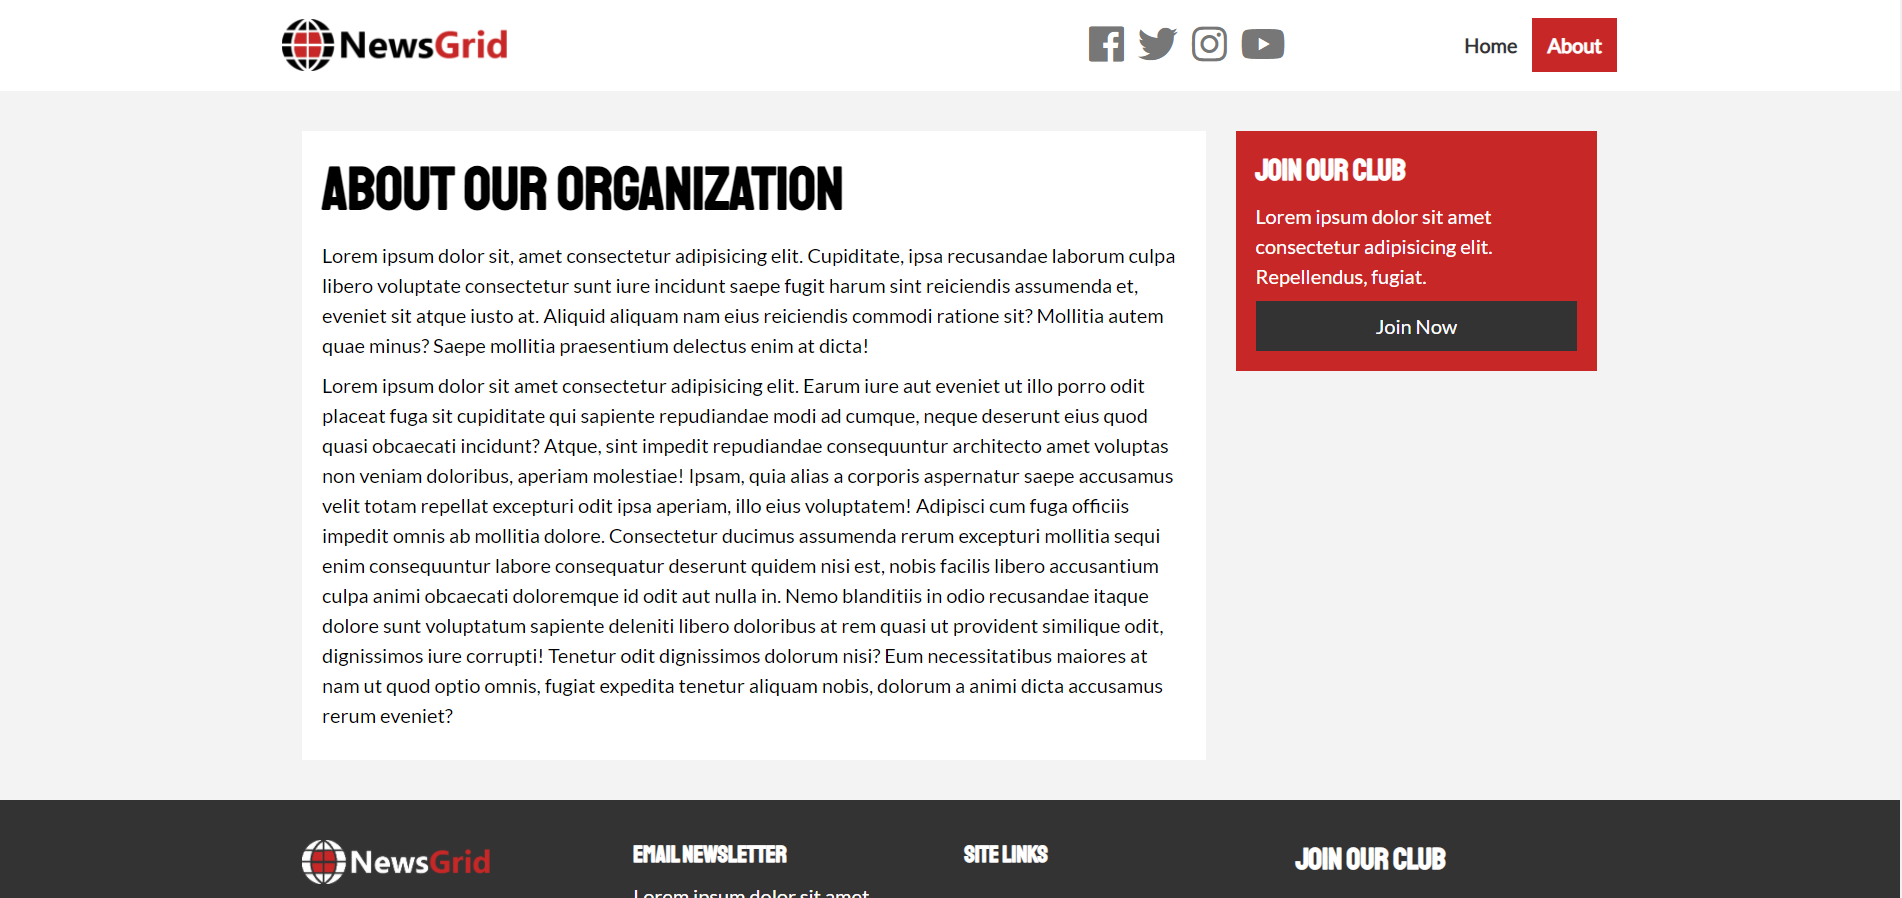 NewsGrid
Home
About
ABOUT OUR ORGANIZATION
Lorem ipsum dolor sit, amet consectetur adipisicing elit. Cupiditate, ipsa recusandae laborum culpa
libero voluptate consectetur sunt iure incidunt saepe fugit harum sint reiciendis assumenda et,
eveniet sit atque iusto at. Aliquid aliquam nam eius reiciendis commodi ratione sit? Mollitia autem
quae minus? Saepe mollitia praesentium delectus enim at dicta!
Lorem ipsum dolor sit amet consectetur adipisicing elit. Earum iure aut eveniet ut illo porro odit
placeat fuga sit cupiditate qui sapiente repudiandae modi ad cumque, neque deserunt eius quod
quasi obcaecati incidunt? Atque, sint impedit repudiandae consequuntur architecto amet voluptas
non veniam doloribus, aperiam molestiae! Ipsam, quia alias a corporis aspernatur saepe accusamus
velit totam repellat excepturi odit ipsa aperiam, illo eius voluptatem! Adipisci cum fuga officiis
impedit omnis ab mollitia dolore. Consectetur ducimus assumenda rerum excepturi mollitia sequi
enim consequuntur labore consequatur deserunt quidem nisi est, nobis facilis libero accusantium
culpa animi obcaecati doloremque id odit aut nulla in. Nemo blanditiis in odio recusandae itaque
dolore sunt voluptatum sapiente deleniti libero doloribus at rem quasi ut provident similique odit,
dignissimos iure corrupti! Tenetur odit dignissimos dolorum nisi? Eum necessitatibus maiores at
nam ut quod optio omnis, fugiat expedita tenetur aliquam nobis, dolorum a animi dicta accusamus
rerum eveniet?
JOIN OUR CLUB
Lorem ipsum dolor sit amet
consectetur adipisicing elit.
Repellendus, fugiat.
Join Now
NewsGrid
EMAIL NEWSLETTER
Lorem ipsum dolor sit amet
SITE LINKS
JOIN OUR CLUB